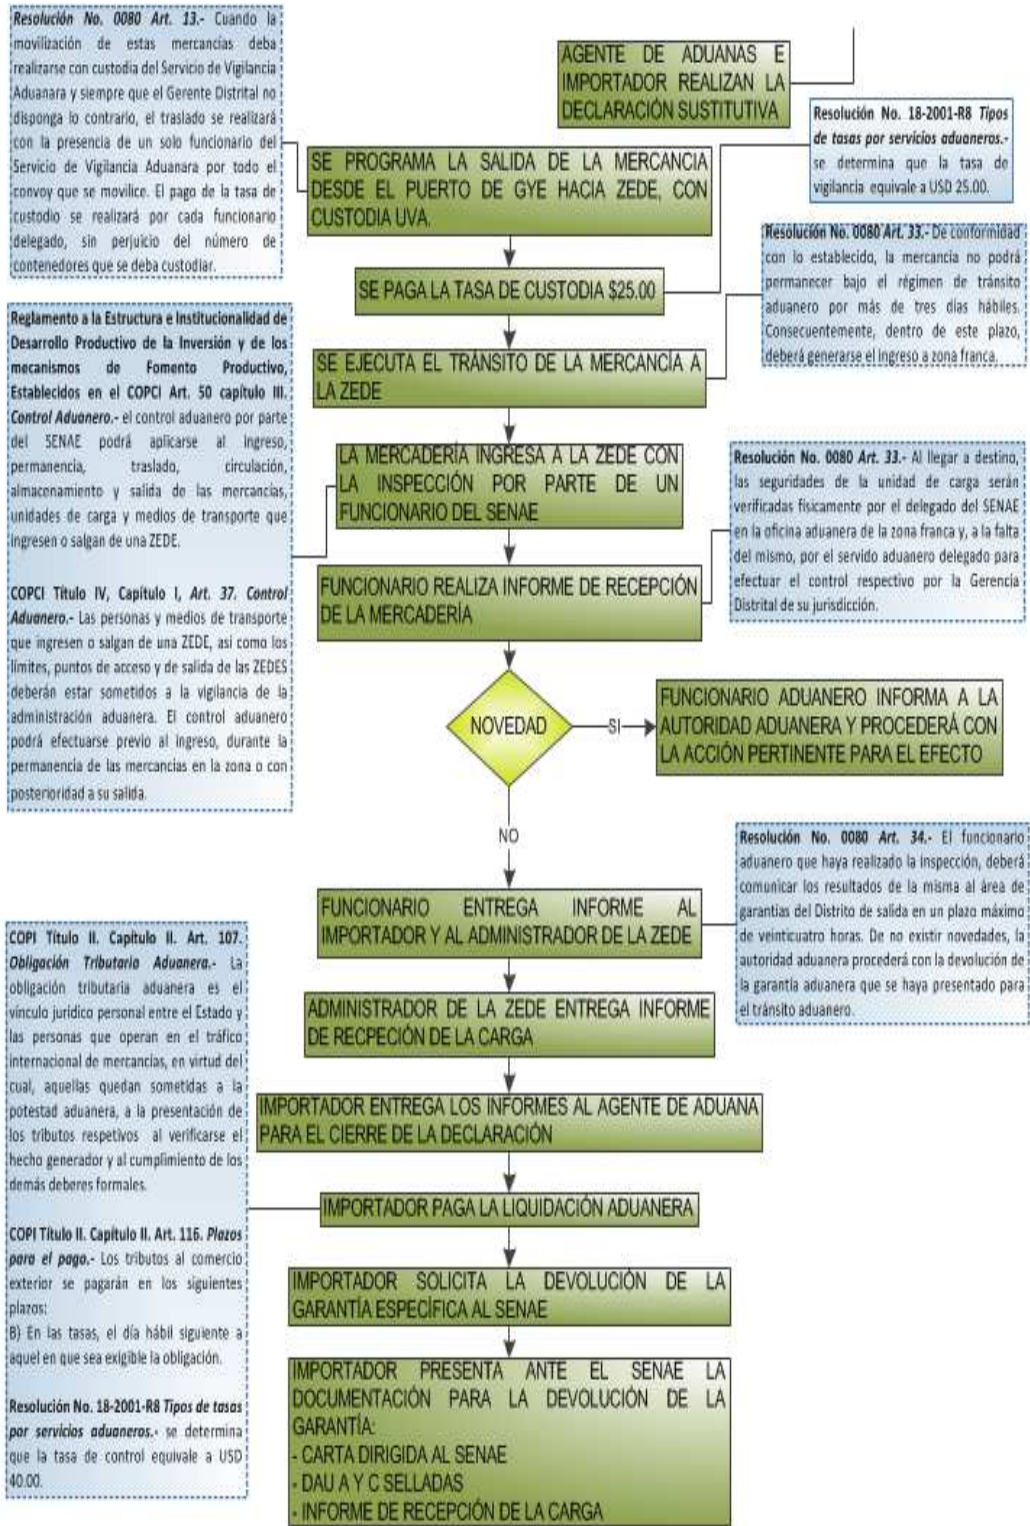 Resolución No. 0080 Art. 13.- Cuando la
movilización de estas mercancías deba
realizarse con custodia del Servicio de Vigilancia
Aduanara y siempre que el Gerente Distrital no
disponga lo contrario, el traslado se realizará
con la presencia de un solo funcionario del
Servicio de Vigilancia Aduanara por todo el
convoy que se movilice. El pago de la tasa de
custodio se realizará por cada funcionario
delegado, sin perjuicio del número de
contenedores que se deba custodiar.
AGENTE DE ADUANAS E
IMPORTADOR REALIZAN LA
DECLARACIÓN SUSTITUTIVA
Resolución No. 18-2001-R8 Tipos
de tasas por servicios aduaneros.-
se determina que la tasa de
vigilancia equivale a USD 25.00.
SE PROGRAMA LA SALIDA DE LA MERCANCIA
DESDE EL PUERTO DE GYE HACIA ZEDE, CON
CUSTODIA UVA.
Resolución No. 0080 Art. 33.- De conformidad
con lo establecido, la mercancía no podrá
permanecer bajo el régimen de tránsito
aduanero por más de tres días hábiles.
Consecuentemente, dentro de este plazo,
deberá generarse el ingreso a zona franca.
SE PAGA LA TASA DE CUSTODIA $25.00
Reglamento a la Estructura e Institucionalidad de
Desarrollo Productivo de la Inversión y de los
mecanismos de Fomento Productivo,
Establecidos en el COPCI Art. 50 capítulo III.
Control Aduanero.- el control aduanero por parte
del SENAE podrá aplicarse al ingreso,
permanencia, traslado, circulación,
almacenamiento y salida de las mercancías,
unidades de carga y medios de transporte que
ingresen o salgan de una ZEDE.
COPCI Título IV, Capítulo I, Art. 37. Control
Aduanero.- Las personas y medios de transporte
que ingresen o salgan de una ZEDE, así como los
límites, puntos de acceso y de salida de las ZEDES
deberán estar sometidos a la vigilancia de la
administración aduanera. El control aduanero
podrá efectuarse previo al ingreso, durante la
permanencia de las mercancías en la zona o con
posterioridad a su salida.
SE EJECUTA EL TRÁNSITO DE LA MERCANCÍA A
LA ZEDE
LA MERCADERÍA INGRESA A LA ZEDE CON
LA INSPECCIÓN POR PARTE DE UN
FUNCIONARIO DEL SENAE
Resolución No. 0080 Art. 33.- Al llegar a destino,
las seguridades de la unidad de carga serán
verificadas físicamente por el delegado del SENAE
en la oficina aduanera de la zona franca y, a la falta
del mismo, por el servido aduanero delegado para
efectuar el control respectivo por la Gerencia
Distrital de su jurisdicción.
FUNCIONARIO REALIZA INFORME DE RECEPCIÓN
DE LA MERCADERÍA
NOVEDAD
SI
FUNCIONARIO ADUANERO INFORMA A LA
AUTORIDAD ADUANERA Y PROCEDERÁ CON
LA ACCIÓN PERTINENTE PARA EL EFECTO
NO
Resolución No. 0080 Art. 34.- El funcionario
aduanero que haya realizado la inspección, deberá
comunicar los resultados de la misma al área de
garantías del Distrito de salida en un plazo máximo
de veinticuatro horas. De no existir novedades, la
autoridad aduanera procederá con la devolución de
la garantía aduanera que se haya presentado para
el tránsito aduanero.
FUNCIONARIO ENTREGA INFORME AL
IMPORTADOR Y AL ADMINISTRADOR DE LA ZEDE
COPI Título II. Capítulo II. Art. 107.
Obligación Tributaria Aduanera.- La
obligación tributaria aduanera es el
vínculo jurídico personal entre el Estado y
las personas que operan en el tráfico
internacional de mercancías, en virtud del
cual, aquellas quedan sometidas a la
potestad aduanera, a la presentación de
los tributos respetivos al verificarse el
hecho generador y al cumplimiento de los
demás deberes formales.
COPI Título II. Capítulo II. Art. 116. Plazos
para el pago.- Los tributos al comercio
exterior se pagarán en los siguientes
plazos:
B) En las tasas, el día hábil siguiente a
aquel en que sea exigible la obligación.
Resolución No. 18-2001-R8 Tipos de tasas
por servicios aduaneros.- se determina
que la tasa de control equivale a USD
40.00.
ADMINISTRADOR DE LA ZEDE ENTREGA INFORME
DE RECPECIÓN DE LA CARGA
IMPORTADOR ENTREGA LOS INFORMES AL AGENTE DE ADUANA
PARA EL CIERRE DE LA DECLARACIÓN
IMPORTADOR PAGA LA LIQUIDACIÓN ADUANERA
IMPORTADOR SOLICITA LA DEVOLUCIÓN DE LA
GARANTÍA ESPECÍFICA AL SENAE
IMPORTADOR PRESENTA ANTE EL SENAE LA
DOCUMENTACIÓN PARA LA DEVOLUCIÓN DE LA
GARANTÍA:
- CARTA DIRIGIDA AL SENAE
- DAU A Y C SELLADAS
- INFORME DE RECEPCIÓN DE LA CARGA